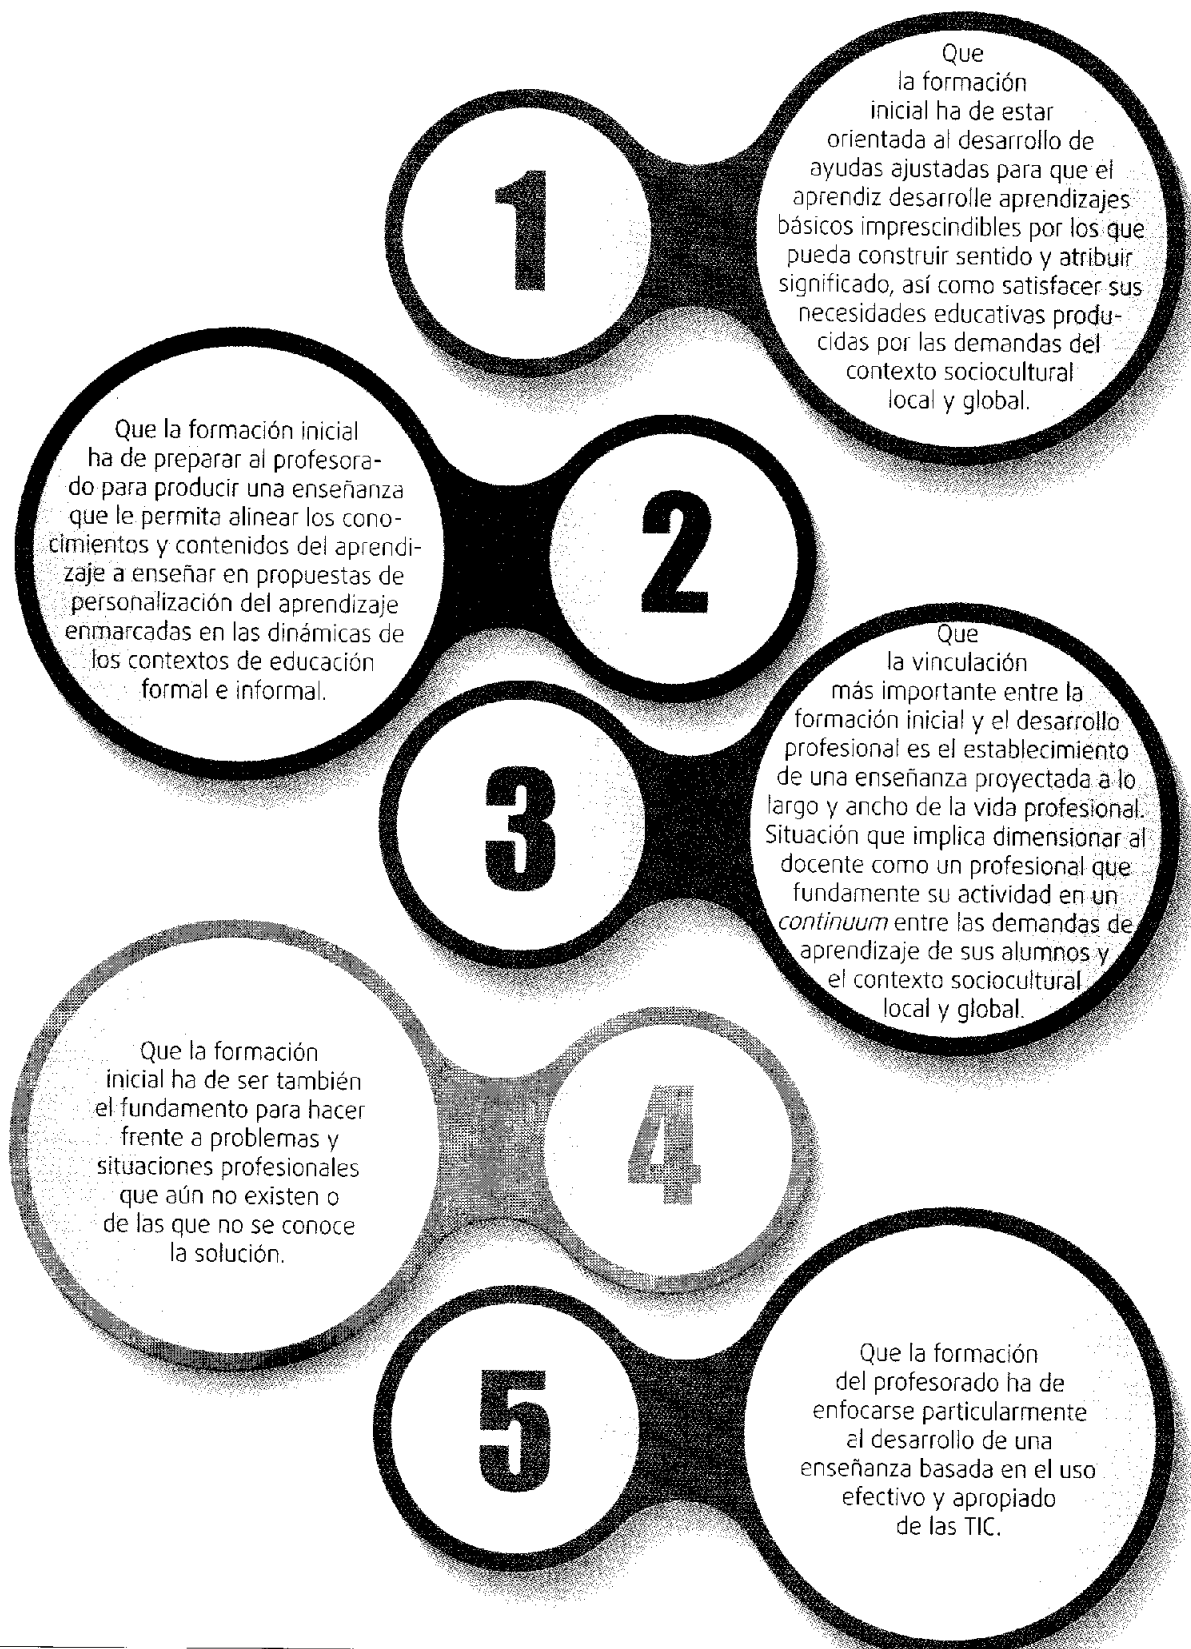 1
Que
la formación
inicial ha de estar
orientada al desarrollo de
ayudas ajustadas para que el
aprendiz desarrolle aprendizajes
básicos imprescindibles por los que
pueda construir sentido y atribuir
significado, así como satisfacer sus
necesidades educativas produ-
cidas por las demandas del
contexto sociocultural
local y global.
2
Que la formación inicial
ha de preparar al profesora-
do para producir una enseñanza
que le permita alinear los cono-
cimientos y contenidos del aprendi-
zaje a enseñar en propuestas de
personalización del aprendizaje
enmarcadas en las dinámicas de
los contextos de educación
formal e informal.
3
Que
la vinculación
más importante entre la
formación inicial y el desarrollo
profesional es el establecimiento
de una enseñanza proyectada a lo
largo y ancho de la vida profesional.
Situación que implica dimensionar al
docente como un profesional que
fundamente su actividad en un
continuum entre las demandas de
aprendizaje de sus alumnos y
el contexto sociocultural
local y global.
4
Que la formación
inicial ha de ser también
el fundamento para hacer
frente a problemas y
situaciones profesionales
que aún no existen o
de las que no se conoce
la solución.
5
Que la formación
del profesorado ha de
enfocarse particularmente
al desarrollo de una
enseñanza basada en el uso
efectivo y apropiado
de las TIC.